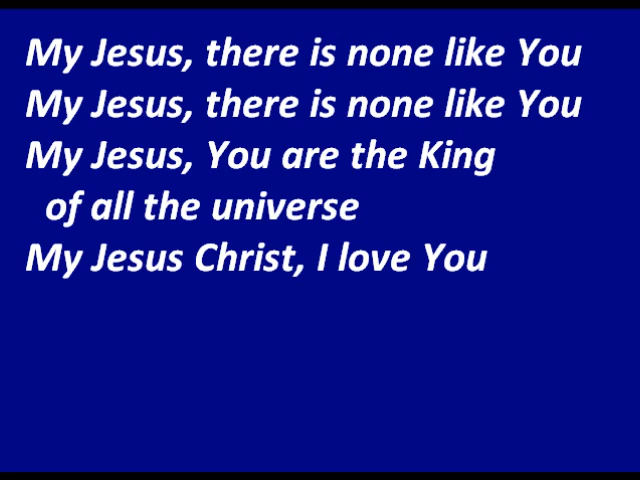 My Jesus, there is none like You
My Jesus, there is none like You
My Jesus, You are the King
of all the universe
My Jesus Christ, I love You